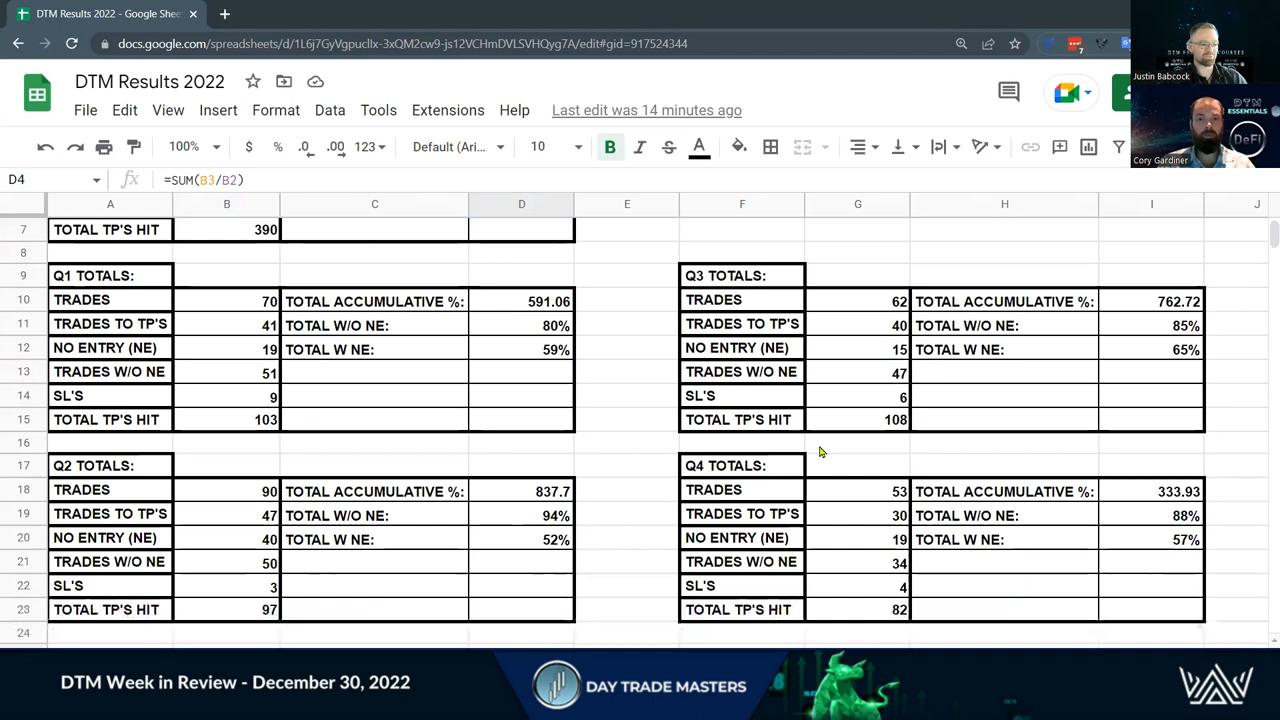 DTM Results 2022 - Google Shee
docs.google.com/spreadsheets/d/1L6j7GyVgpucllx-3xQM2cw9-js12VCHmDVLSVHQyg7A/edit#gid=917524344
7
Justin Babcock
DTM
ESSENTIALS
DeFi
Cory Gardiner
DTM Results 2022
File Edit View Insert Format Data Tools Extensions Help Last edit was 14 minutes ago
100% $ % .0 .00 123 Default (Ari... 10 B I S A
D4 fx =SUM(B3/B2)
A B C D E F G H I J
7 TOTAL TP'S HIT 390
8
9 Q1 TOTALS: Q3 TOTALS:
10 TRADES 70 TOTAL ACCUMULATIVE %: 591.06 TRADES 62 TOTAL ACCUMULATIVE %: 762.72
11 TRADES TO TP'S 41 TOTAL W/O NE: 80% TRADES TO TP'S 40 TOTAL W/O NE: 85%
12 NO ENTRY (NE) 19 TOTAL W NE: 59% NO ENTRY (NE) 15 TOTAL W NE: 65%
13 TRADES W/O NE 51 TRADES W/O NE 47
14 SL'S 9 SL'S 6
15 TOTAL TP'S HIT 103 TOTAL TP'S HIT 108
16
17 Q2 TOTALS: Q4 TOTALS:
18 TRADES 90 TOTAL ACCUMULATIVE %: 837.7 TRADES 53 TOTAL ACCUMULATIVE %: 333.93
19 TRADES TO TP'S 47 TOTAL W/O NE: 94% TRADES TO TP'S 30 TOTAL W/O NE: 88%
20 NO ENTRY (NE) 40 TOTAL W NE: 52% NO ENTRY (NE) 19 TOTAL W NE: 57%
21 TRADES W/O NE 50 TRADES W/O NE 34
22 SL'S 3 SL'S 4
23 TOTAL TP'S HIT 97 TOTAL TP'S HIT 82
24
DTM Week in Review - December 30, 2022
DAY TRADE MASTERS